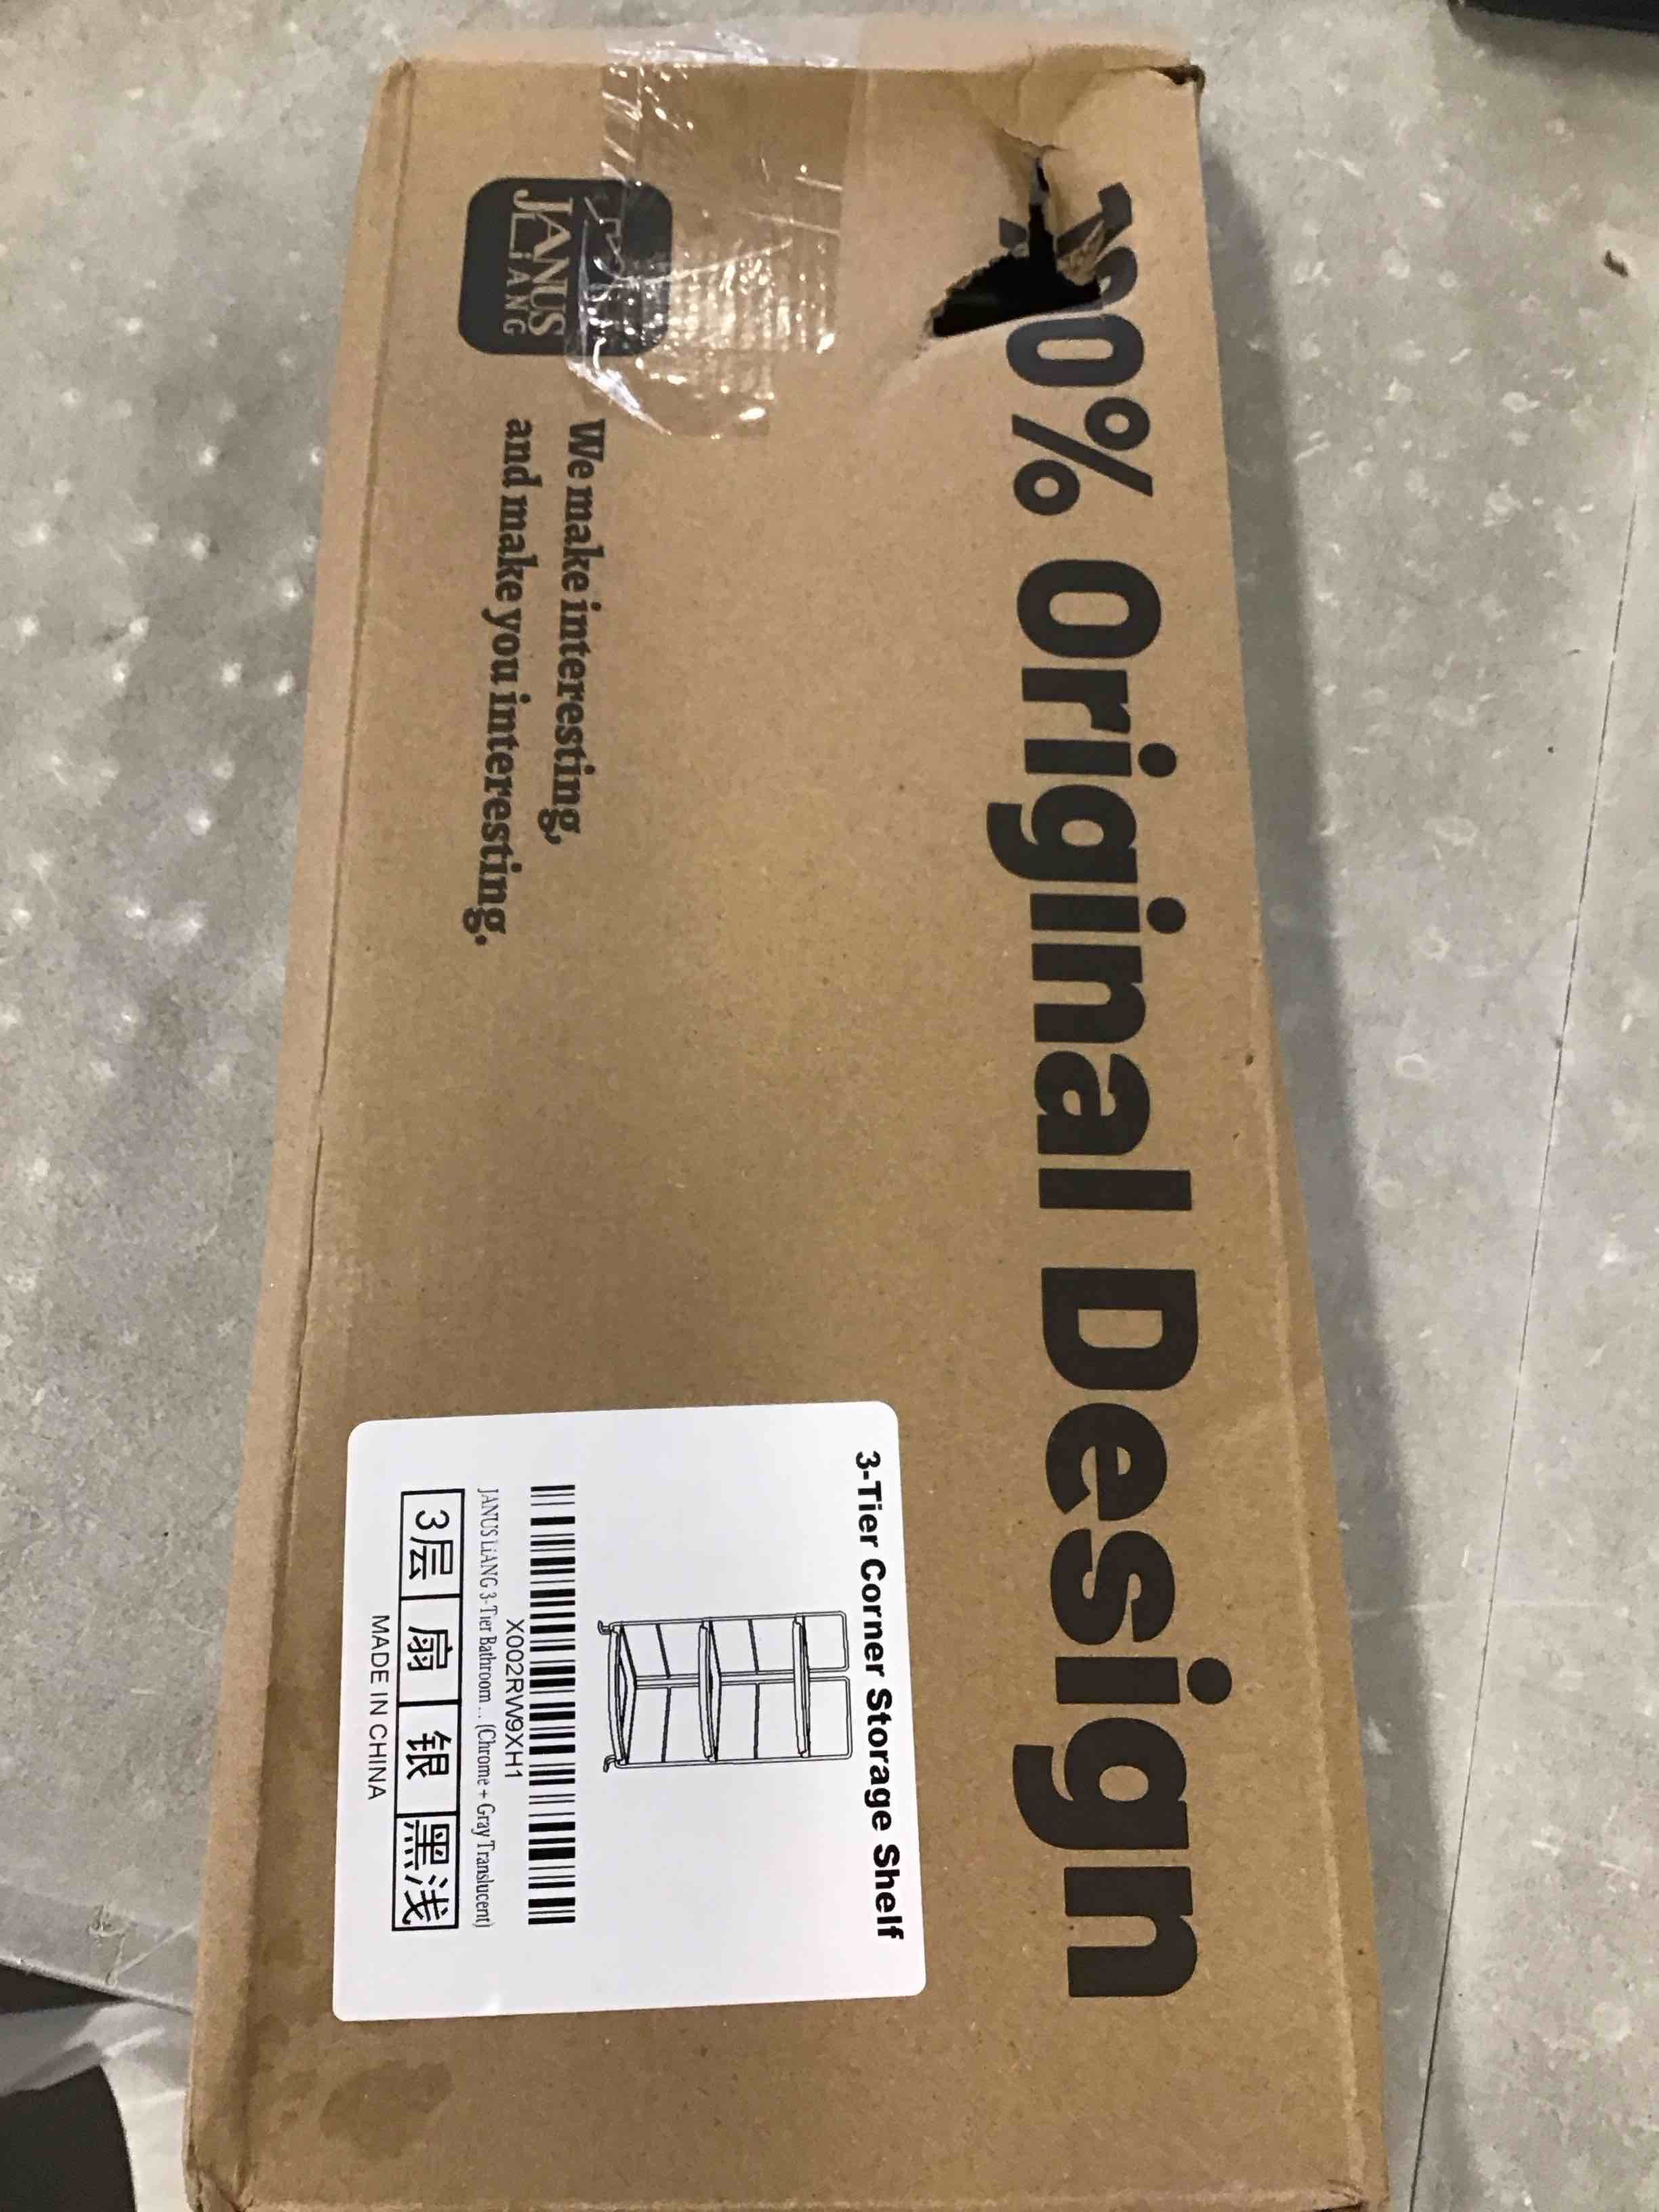 0% Original Design
JANUS
LiANG
We make interesting,
and make you interesting.
3-Tier Corner Storage Shelf
X002RW9XH1
JANUS LiANG 3-Tier Bathroom ... (Chrome + Gray Translucent)
3层 扇 银 黑浅
MADE IN CHINA